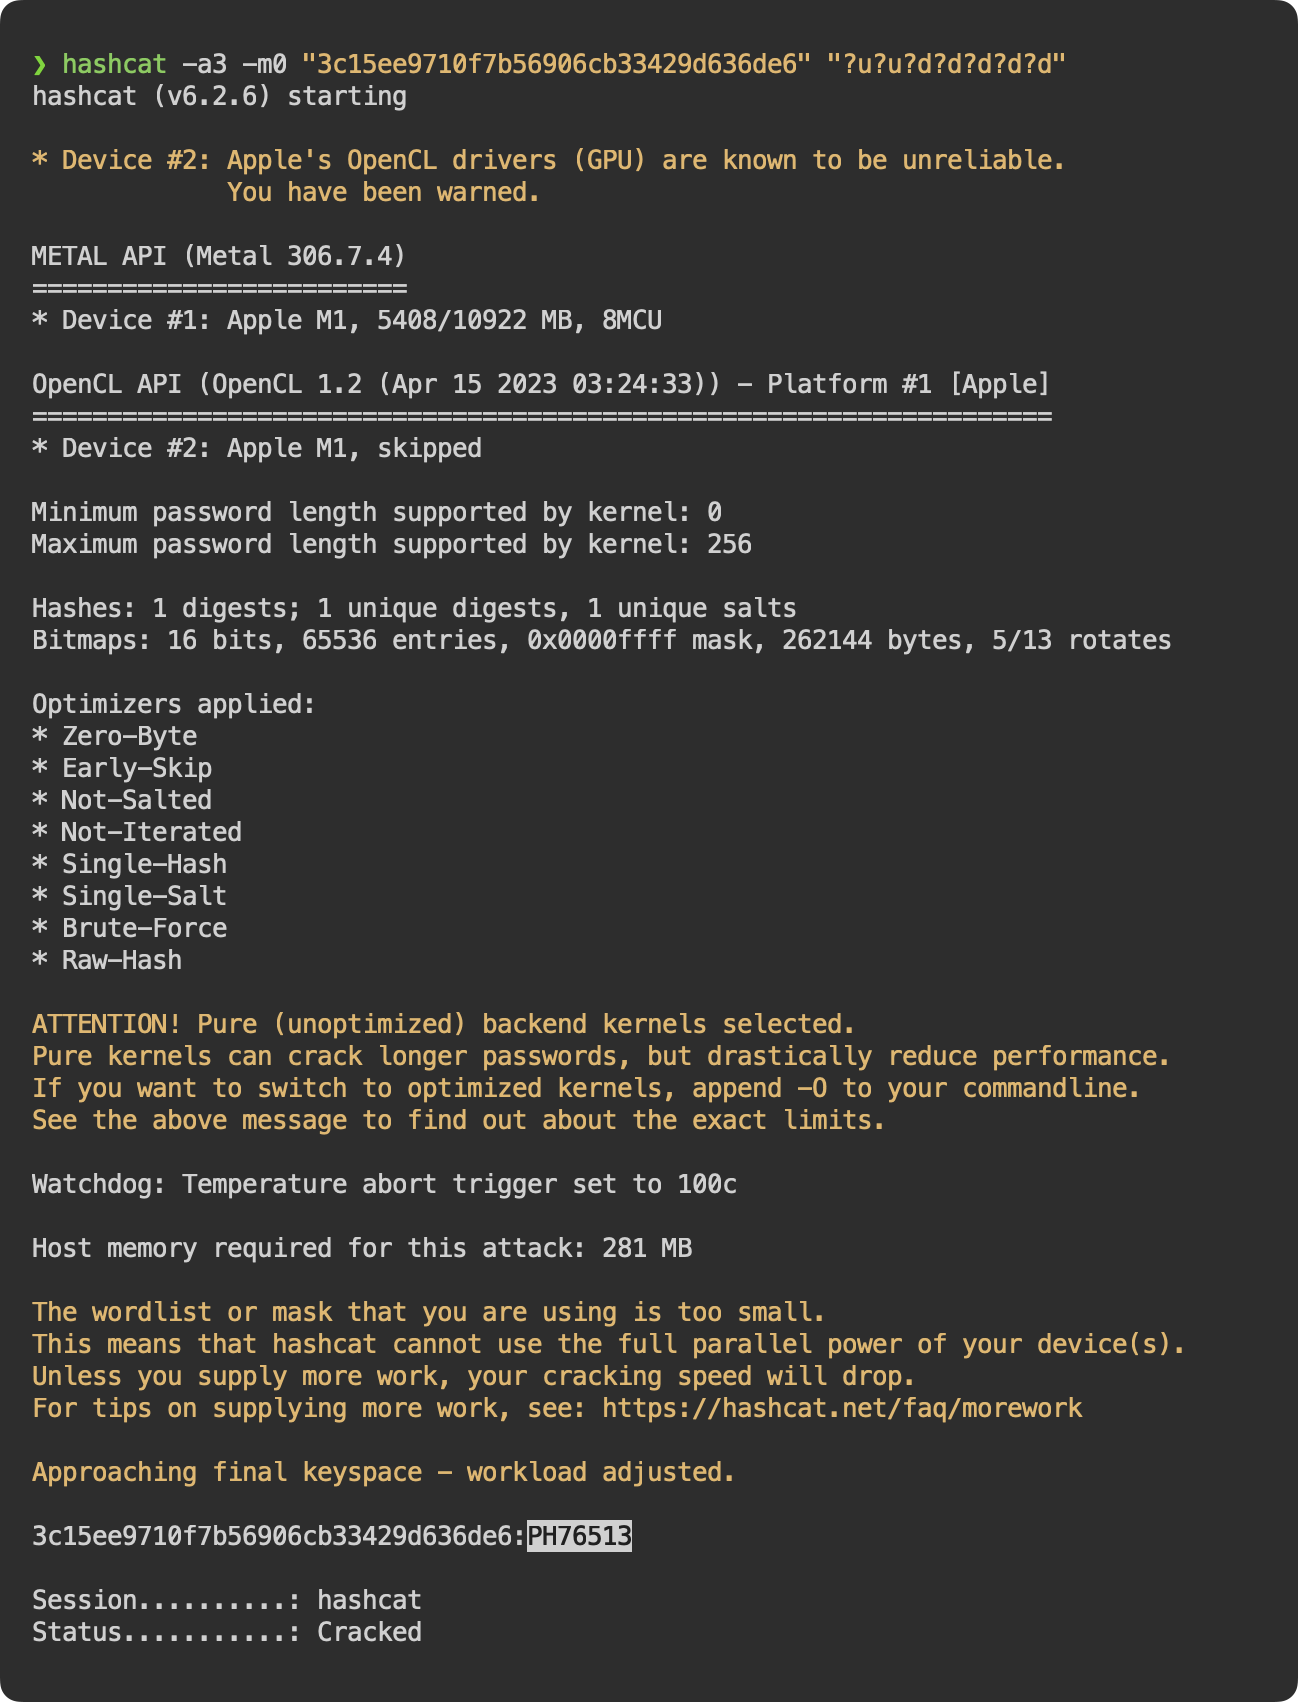 ❯ hashcat -a3 -m0 "3c15ee9710f7b56906cb33429d636de6" "?u?u?d?d?d?d?d"
hashcat (v6.2.6) starting
* Device #2: Apple's OpenCL drivers (GPU) are known to be unreliable.
You have been warned.
METAL API (Metal 306.7.4)
=========================
* Device #1: Apple M1, 5408/10922 MB, 8MCU
OpenCL API (OpenCL 1.2 (Apr 15 2023 03:24:33)) - Platform #1 [Apple]
====================================================================
* Device #2: Apple M1, skipped
Minimum password length supported by kernel: 0
Maximum password length supported by kernel: 256
Hashes: 1 digests; 1 unique digests, 1 unique salts
Bitmaps: 16 bits, 65536 entries, 0x0000ffff mask, 262144 bytes, 5/13 rotates
Optimizers applied:
* Zero-Byte
* Early-Skip
* Not-Salted
* Not-Iterated
* Single-Hash
* Single-Salt
* Brute-Force
* Raw-Hash
ATTENTION! Pure (unoptimized) backend kernels selected.
Pure kernels can crack longer passwords, but drastically reduce performance.
If you want to switch to optimized kernels, append -O to your commandline.
See the above message to find out about the exact limits.
Watchdog: Temperature abort trigger set to 100c
Host memory required for this attack: 281 MB
The wordlist or mask that you are using is too small.
This means that hashcat cannot use the full parallel power of your device(s).
Unless you supply more work, your cracking speed will drop.
For tips on supplying more work, see: https://hashcat.net/faq/morework
Approaching final keyspace - workload adjusted.
3c15ee9710f7b56906cb33429d636de6:PH76513
Session..........: hashcat
Status...........: Cracked